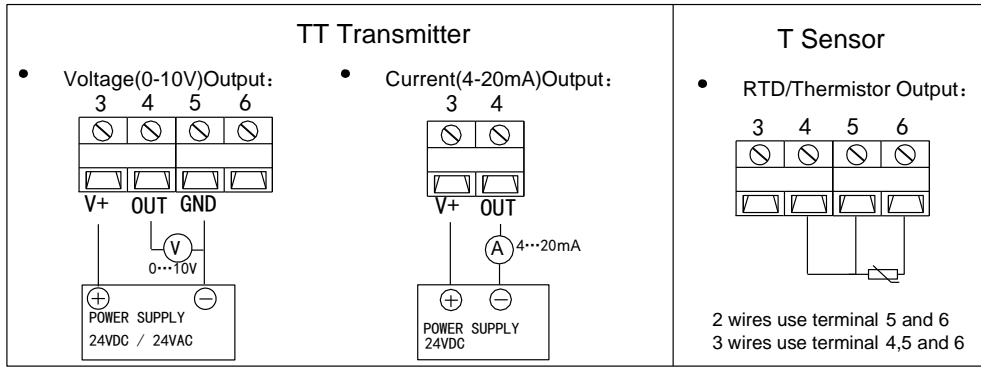 TT Transmitter
• Voltage(0-10V)Output：
3 4 5 6
V+ OUT GND
V
0···10V
+ −
POWER SUPPLY
24VDC / 24VAC
• Current(4-20mA)Output：
3 4
V+ OUT
A 4···20mA
+ −
POWER SUPPLY
24VDC
T Sensor
• RTD/Thermistor Output：
3 4 5 6
2 wires use terminal 5 and 6
3 wires use terminal 4,5 and 6